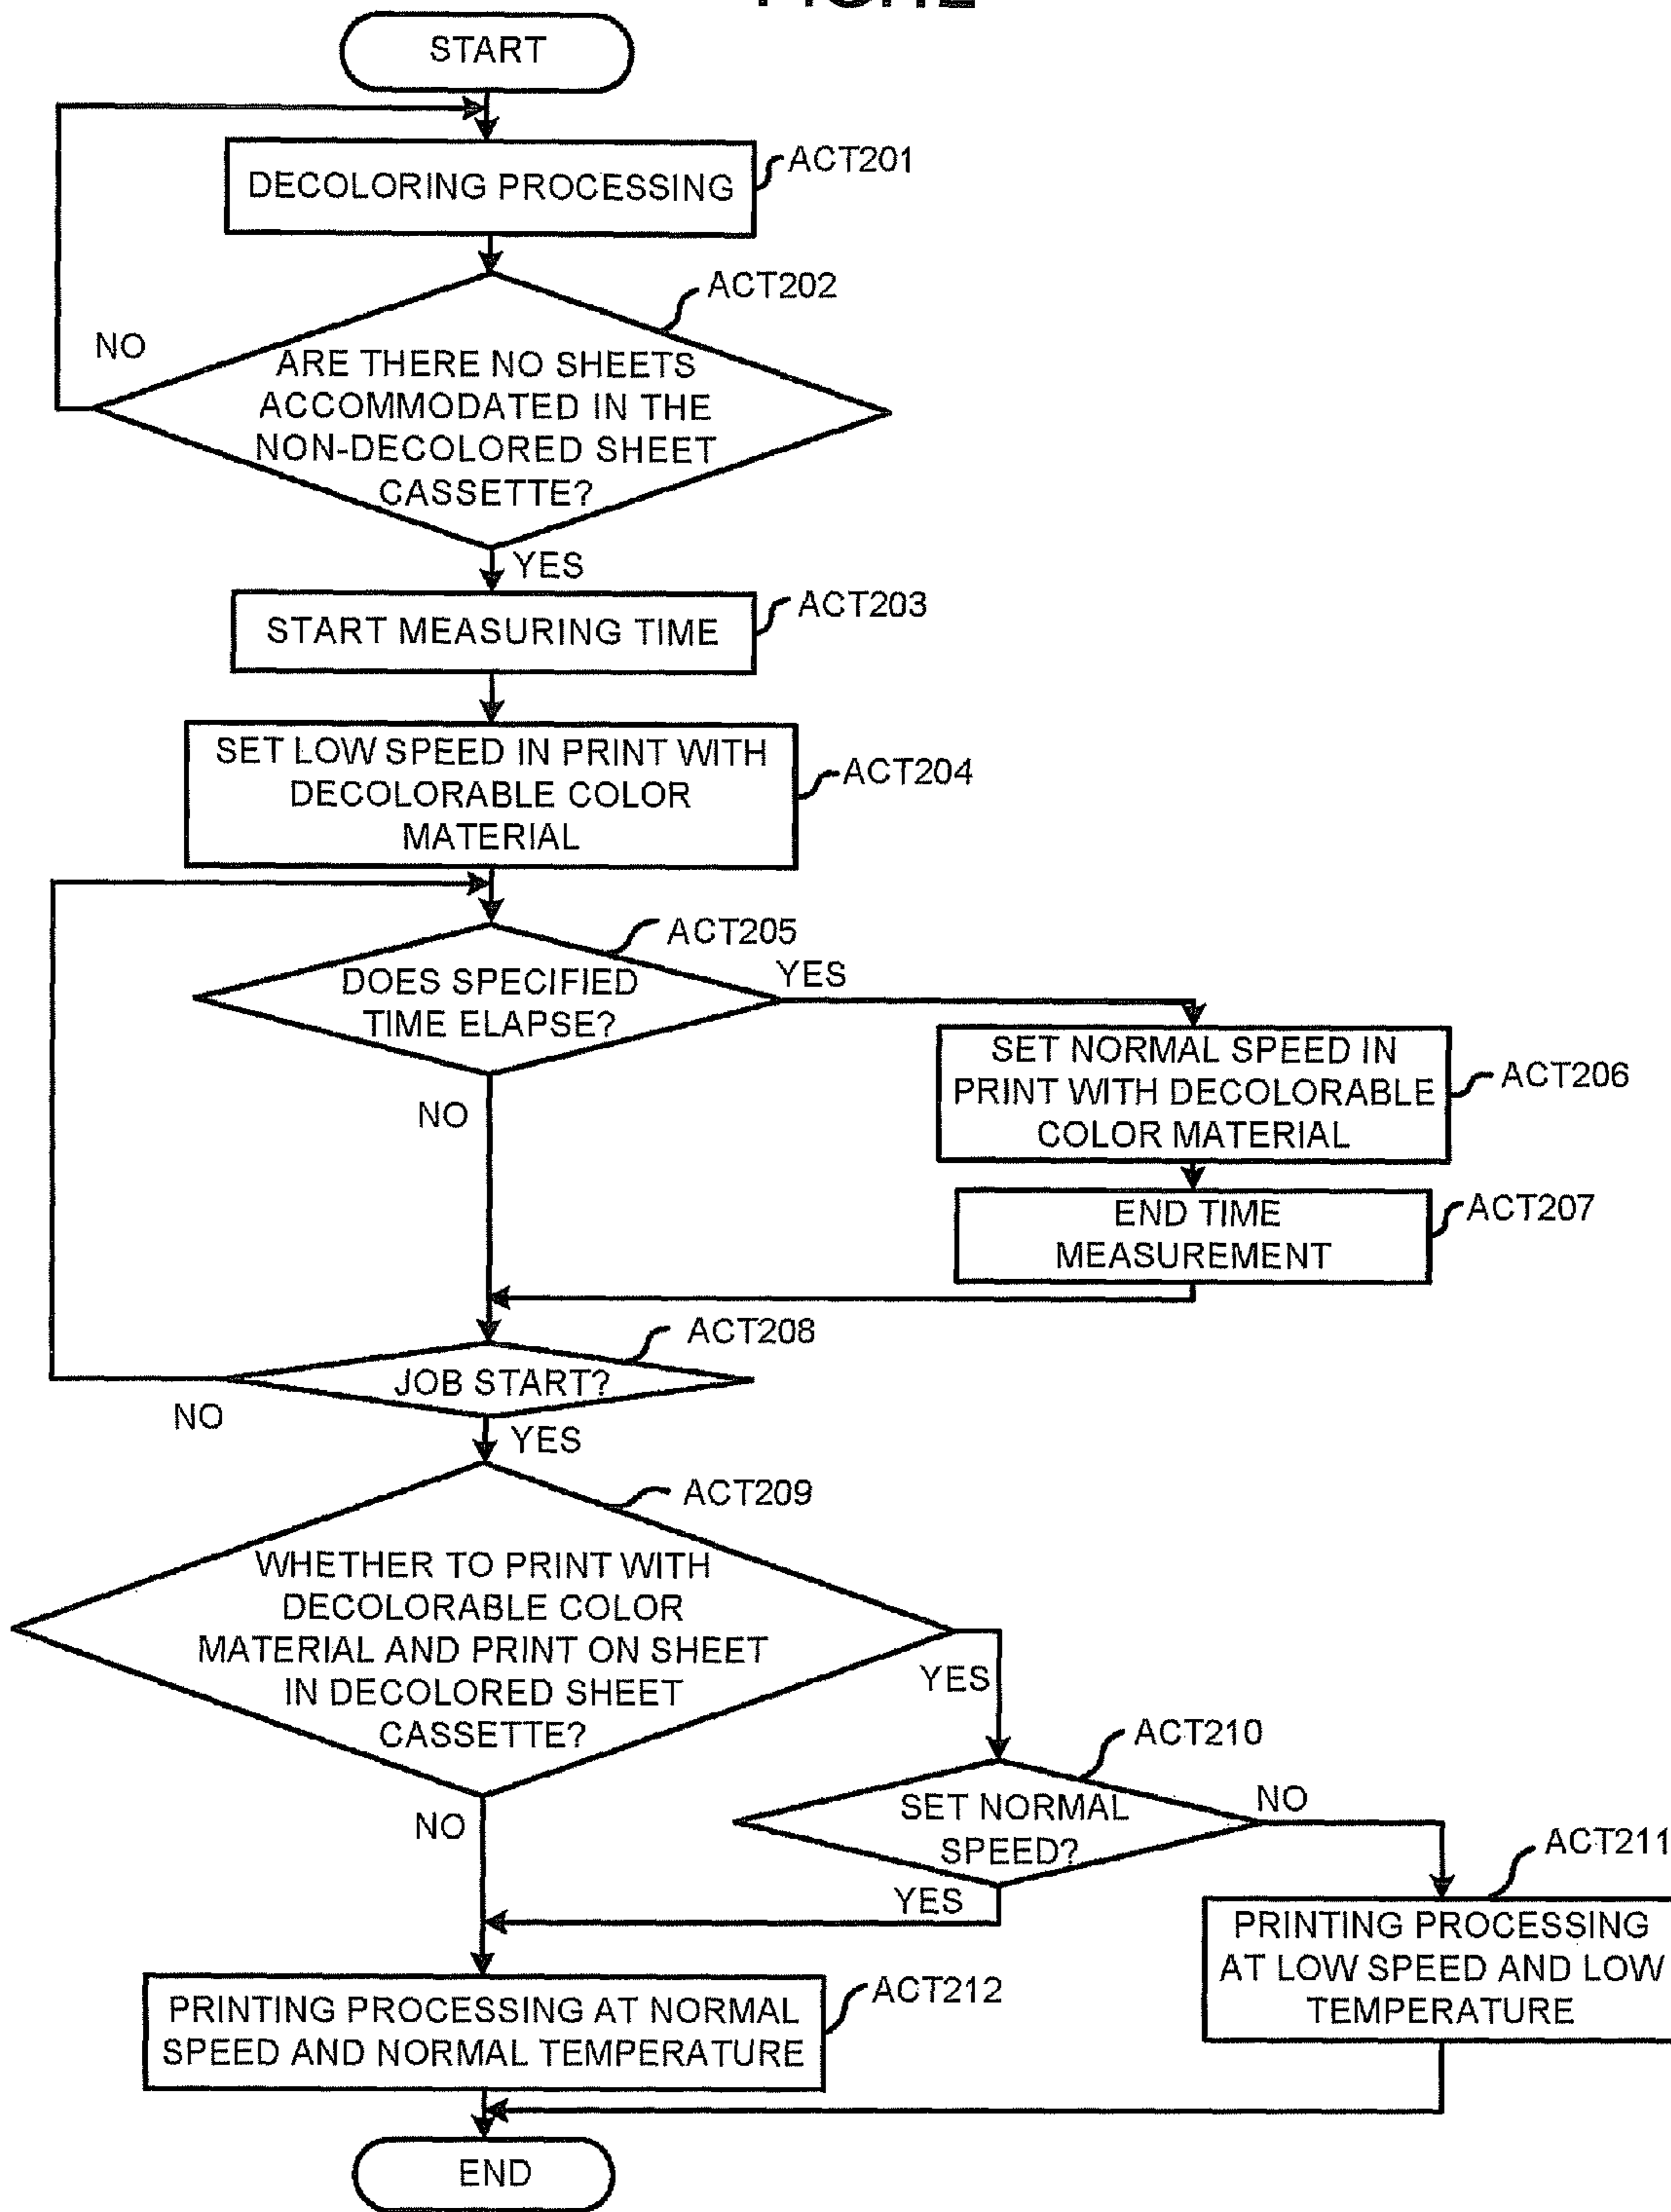 START
DECOLORING PROCESSING
ACT201
ACT202
NO
ARE THERE NO SHEETS
ACCOMMODATED IN THE
NON-DECOLORED SHEET
CASSETTE?
YES
START MEASURING TIME
ACT203
SET LOW SPEED IN PRINT WITH
DECOLORABLE COLOR
MATERIAL
ACT204
ACT205
DOES SPECIFIED
TIME ELAPSE?
YES
NO
SET NORMAL SPEED IN
PRINT WITH DECOLORABLE
COLOR MATERIAL
ACT206
END TIME
MEASUREMENT
ACT207
ACT208
JOB START?
NO
YES
ACT209
WHETHER TO PRINT WITH
DECOLORABLE COLOR
MATERIAL AND PRINT ON SHEET
IN DECOLORED SHEET
CASSETTE?
YES
NO
ACT210
SET NORMAL
SPEED?
NO
YES
ACT211
PRINTING PROCESSING
AT LOW SPEED AND LOW
TEMPERATURE
PRINTING PROCESSING AT NORMAL
SPEED AND NORMAL TEMPERATURE
ACT212
END